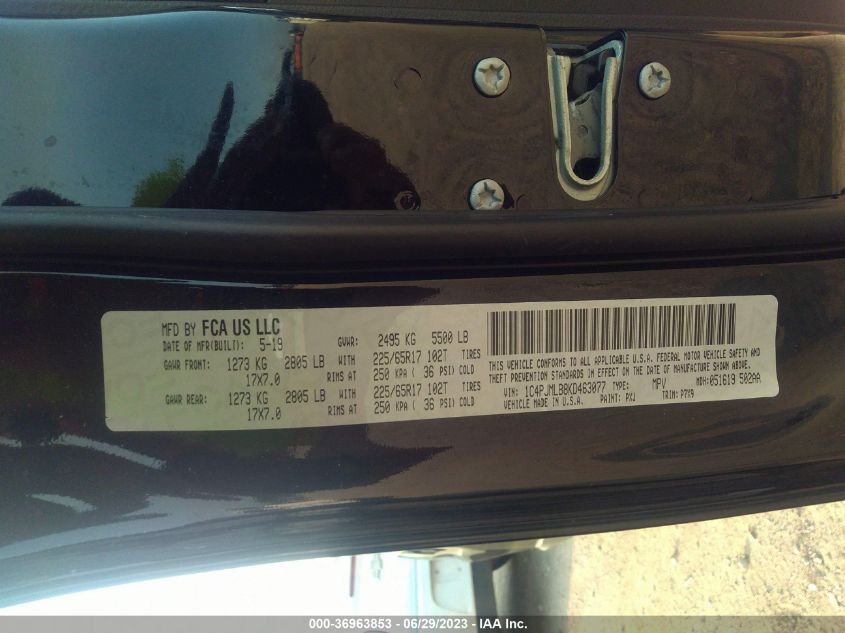 MFD BY FCA US LLC
DATE OF MFR(BUILT): 5-19 GVWR: 2495 KG 5500 LB
GAWR FRONT: 1273 KG 2805 LB WITH 225/65R17 102T TIRES
17X7.0 RIMS AT 250 KPA ( 36 PSI) COLD
GAWR REAR: 1273 KG 2805 LB WITH 225/65R17 102T TIRES
17X7.0 RIMS AT 250 KPA ( 36 PSI) COLD
THIS VEHICLE CONFORMS TO ALL APPLICABLE U.S.A. FEDERAL MOTOR VEHICLE SAFETY,
THEFT PREVENTION STANDARDS IN EFFECT ON THE DATE OF MANUFACTURE SHOWN ABOVE.
VIN: 1C4PJMLB8KD463077 TYPE: MPV MDH: 051619 502AA
VEHICLE MADE IN U.S.A. PAINT: PXJ TRIM: P7X9
000-36963853 / 06/29/2023 - IAA Inc.